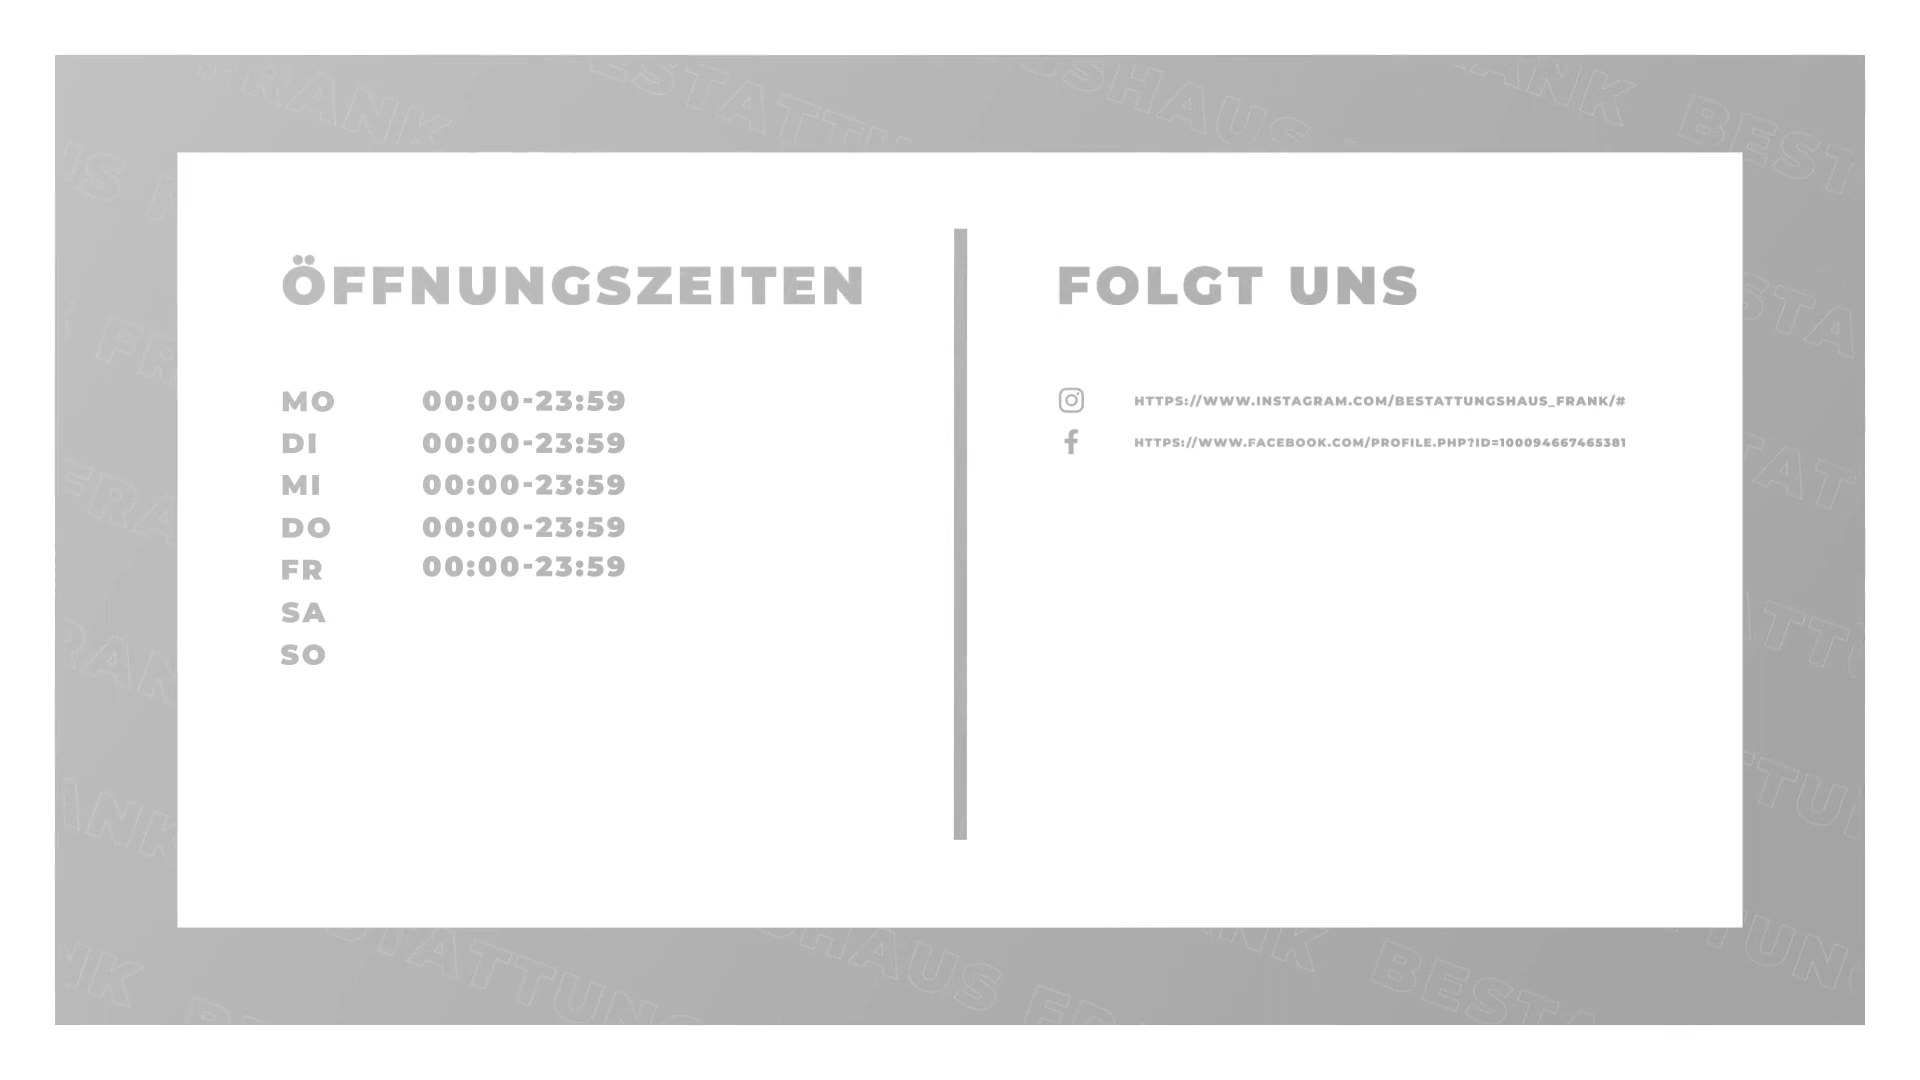 ÖFFNUNGSZEITEN
MO 00:00-23:59
DI 00:00-23:59
MI 00:00-23:59
DO 00:00-23:59
FR 00:00-23:59
SA
SO
FOLGT UNS
HTTPS://WWW.INSTAGRAM.COM/BESTATTUNGSHAUS_FRANK/#
HTTPS://WWW.FACEBOOK.COM/PROFILE.PHP?ID=100094667465381